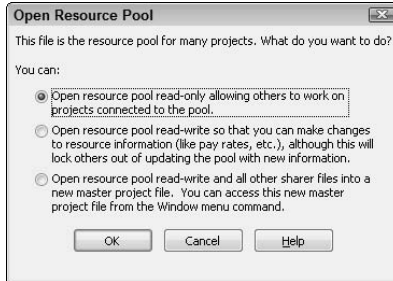 Open Resource Pool
This file is the resource pool for many projects. What do you want to do?
You can:
Open resource pool read-only allowing others to work on
projects connected to the pool.
Open resource pool read-write so that you can make changes
to resource information (like pay rates, etc.), although this will
lock others out of updating the pool with new information.
Open resource pool read-write and all other sharer files into a
new master project file. You can access this new master
project file from the Window menu command.
OK Cancel Help